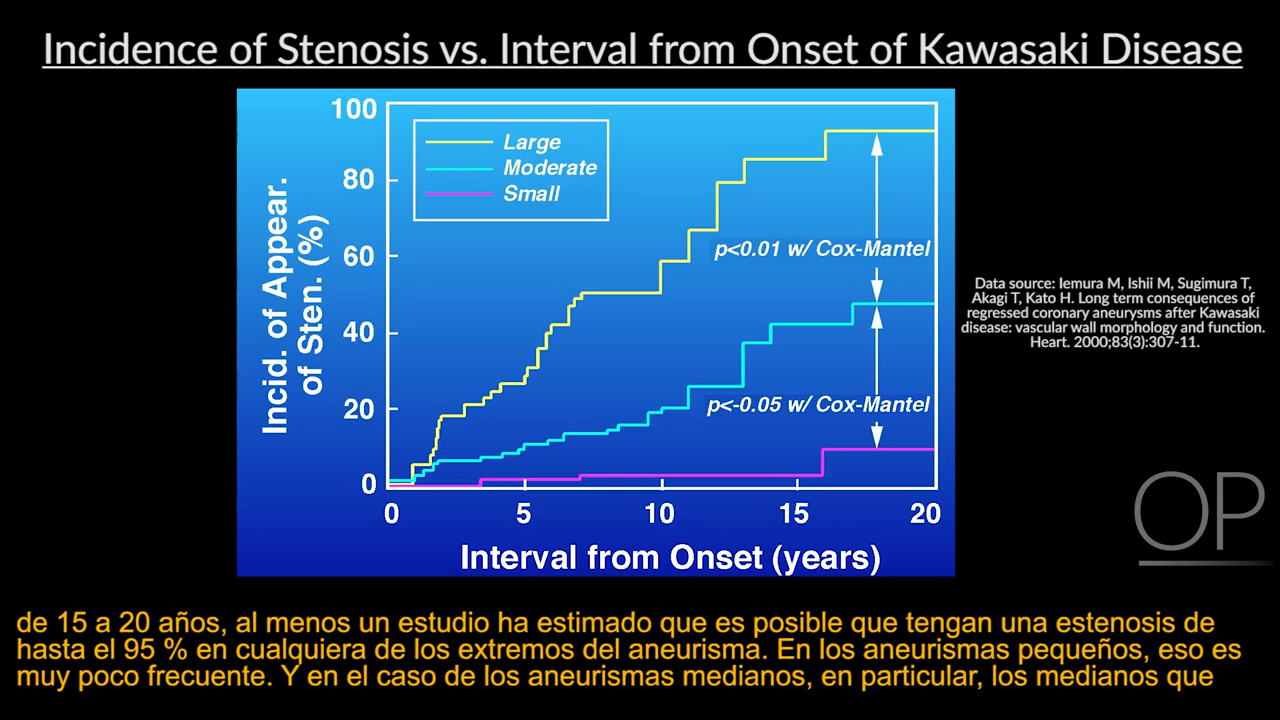 Incidence of Stenosis vs. Interval from Onset of Kawasaki Disease
Incid. of Appear.
of Sten. (%)
100
80
60
40
20
0
Large
Moderate
Small
p<0.01 w/ Cox-Mantel
p<-0.05 w/ Cox-Mantel
0 5 10 15 20
Interval from Onset (years)
Data source: Iemura M, Ishii M, Sugimura T,
Akagi T, Kato H. Long term consequences of
regressed coronary aneurysms after Kawasaki
disease: vascular wall morphology and function.
Heart. 2000;83(3):307-11.
OP
de 15 a 20 años, al menos un estudio ha estimado que es posible que tengan una estenosis de
hasta el 95 % en cualquiera de los extremos del aneurisma. En los aneurismas pequeños, eso es
muy poco frecuente. Y en el caso de los aneurismas medianos, en particular, los medianos que